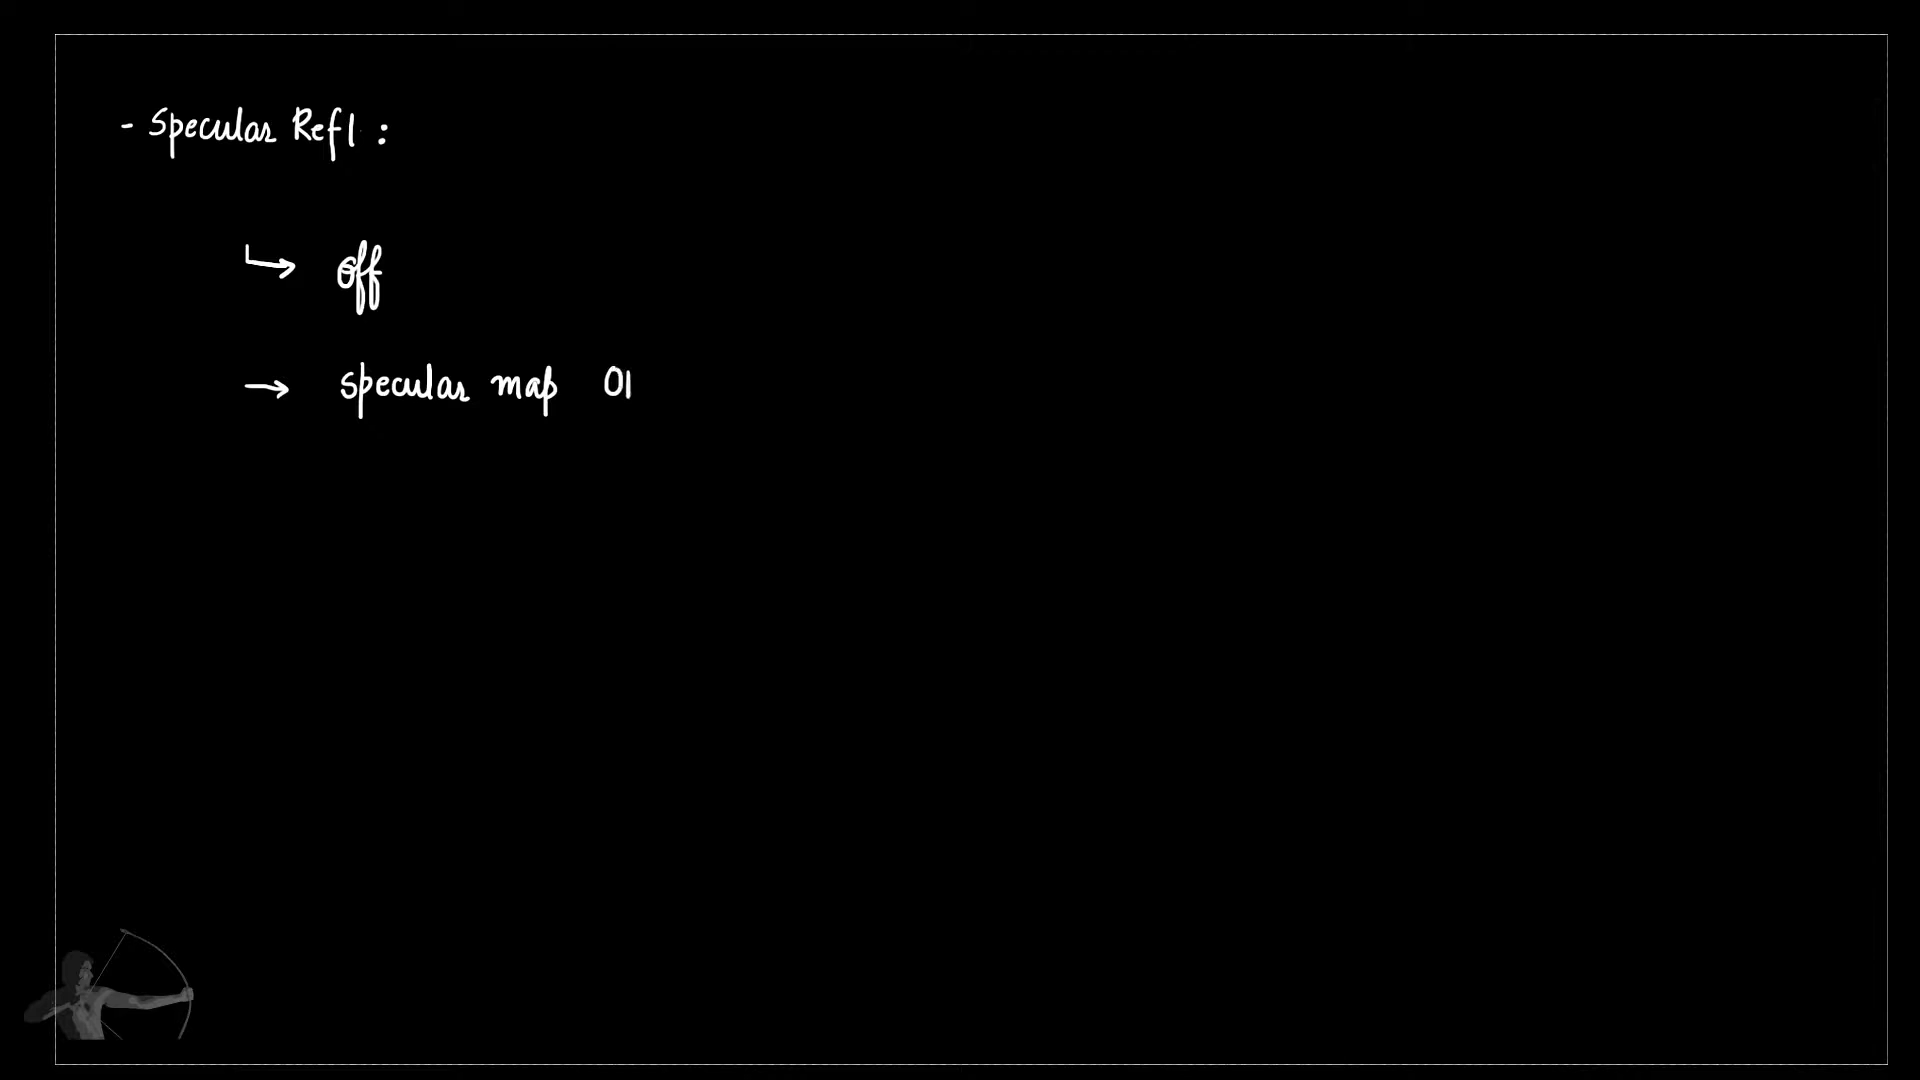 - Specular Refl :
↳ off
→ specular map 01